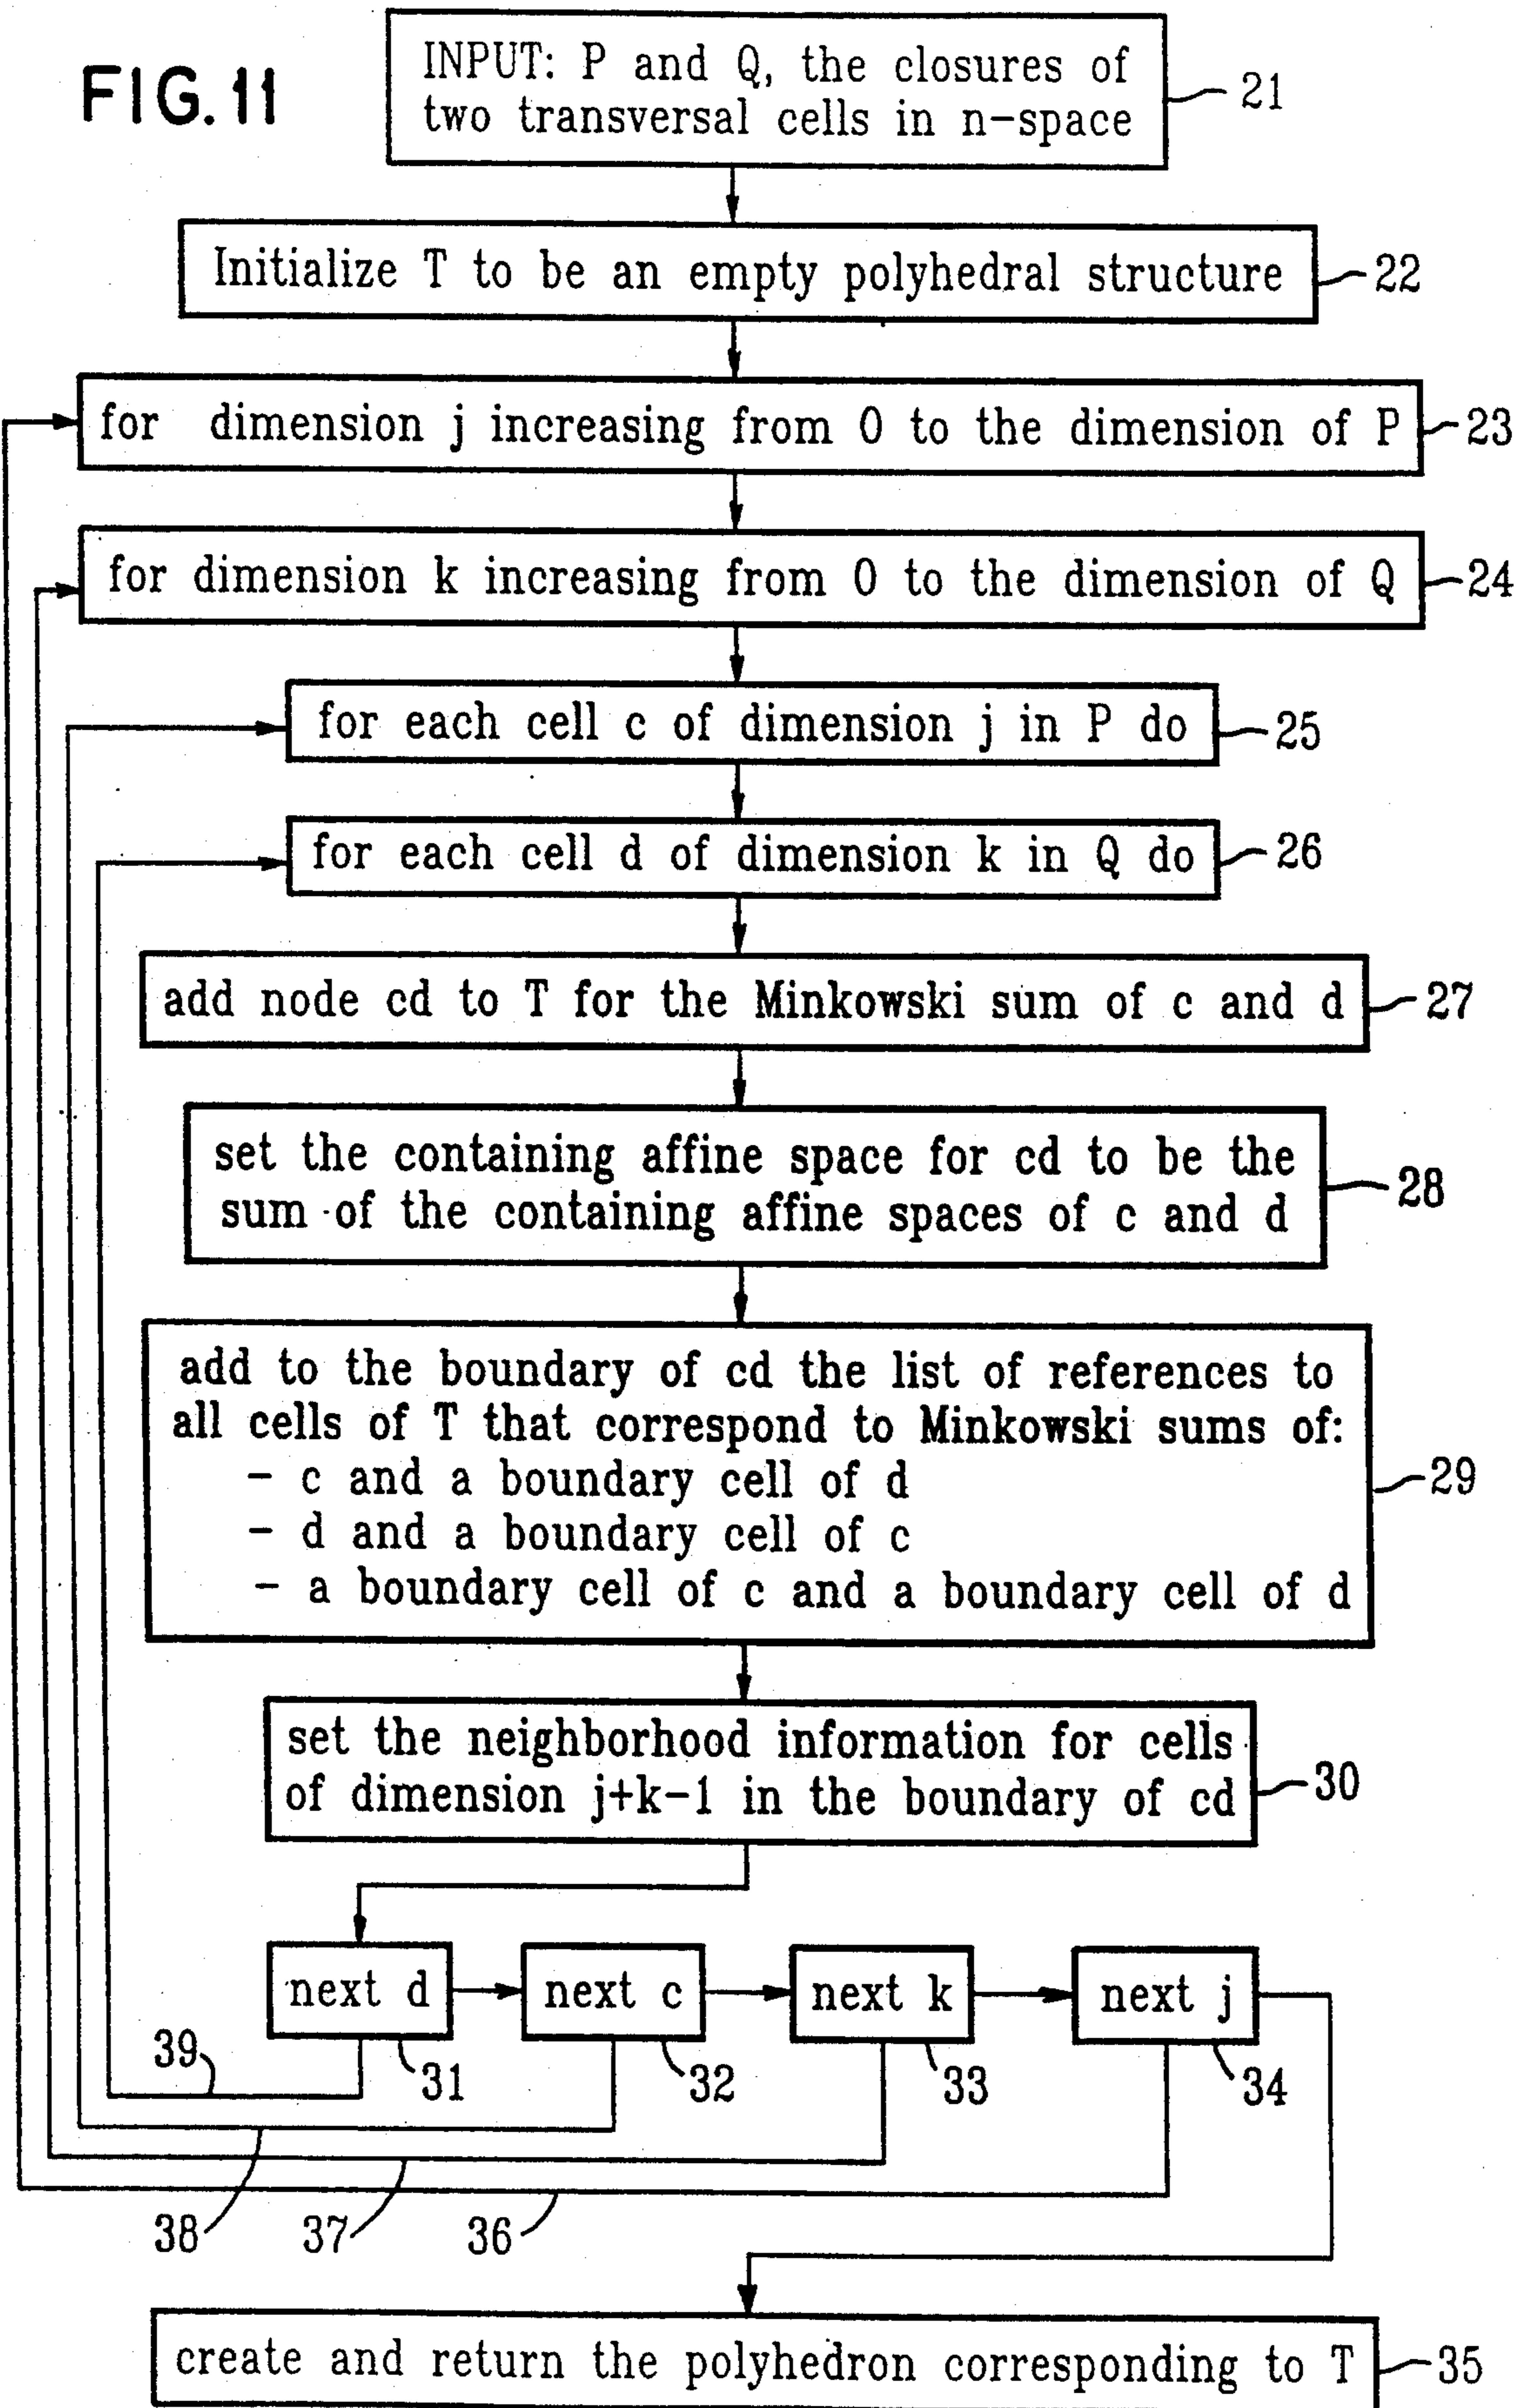 FIG. 11
INPUT: P and Q, the closures of
two transversal cells in n-space
21
Initialize T to be an empty polyhedral structure
22
for dimension j increasing from 0 to the dimension of P
23
for dimension k increasing from 0 to the dimension of Q
24
for each cell c of dimension j in P do
25
for each cell d of dimension k in Q do
26
add node cd to T for the Minkowski sum of c and d
27
set the containing affine space for cd to be the
sum of the containing affine spaces of c and d
28
add to the boundary of cd the list of references to
all cells of T that correspond to Minkowski sums of:
- c and a boundary cell of d
- d and a boundary cell of c
- a boundary cell of c and a boundary cell of d
29
set the neighborhood information for cells
of dimension j+k-1 in the boundary of cd
30
next d
next c
next k
next j
39
31
32
33
34
38
37
36
create and return the polyhedron corresponding to T
35